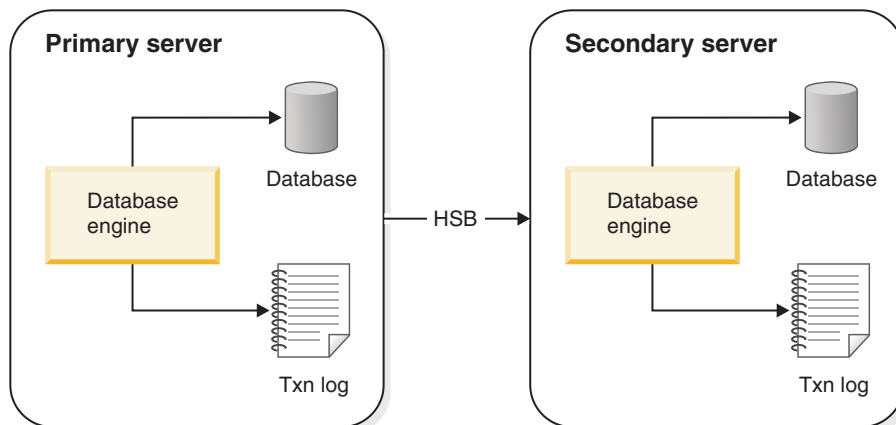 Primary server
Database
Database
engine
Txn log
HSB
Secondary server
Database
Database
engine
Txn log